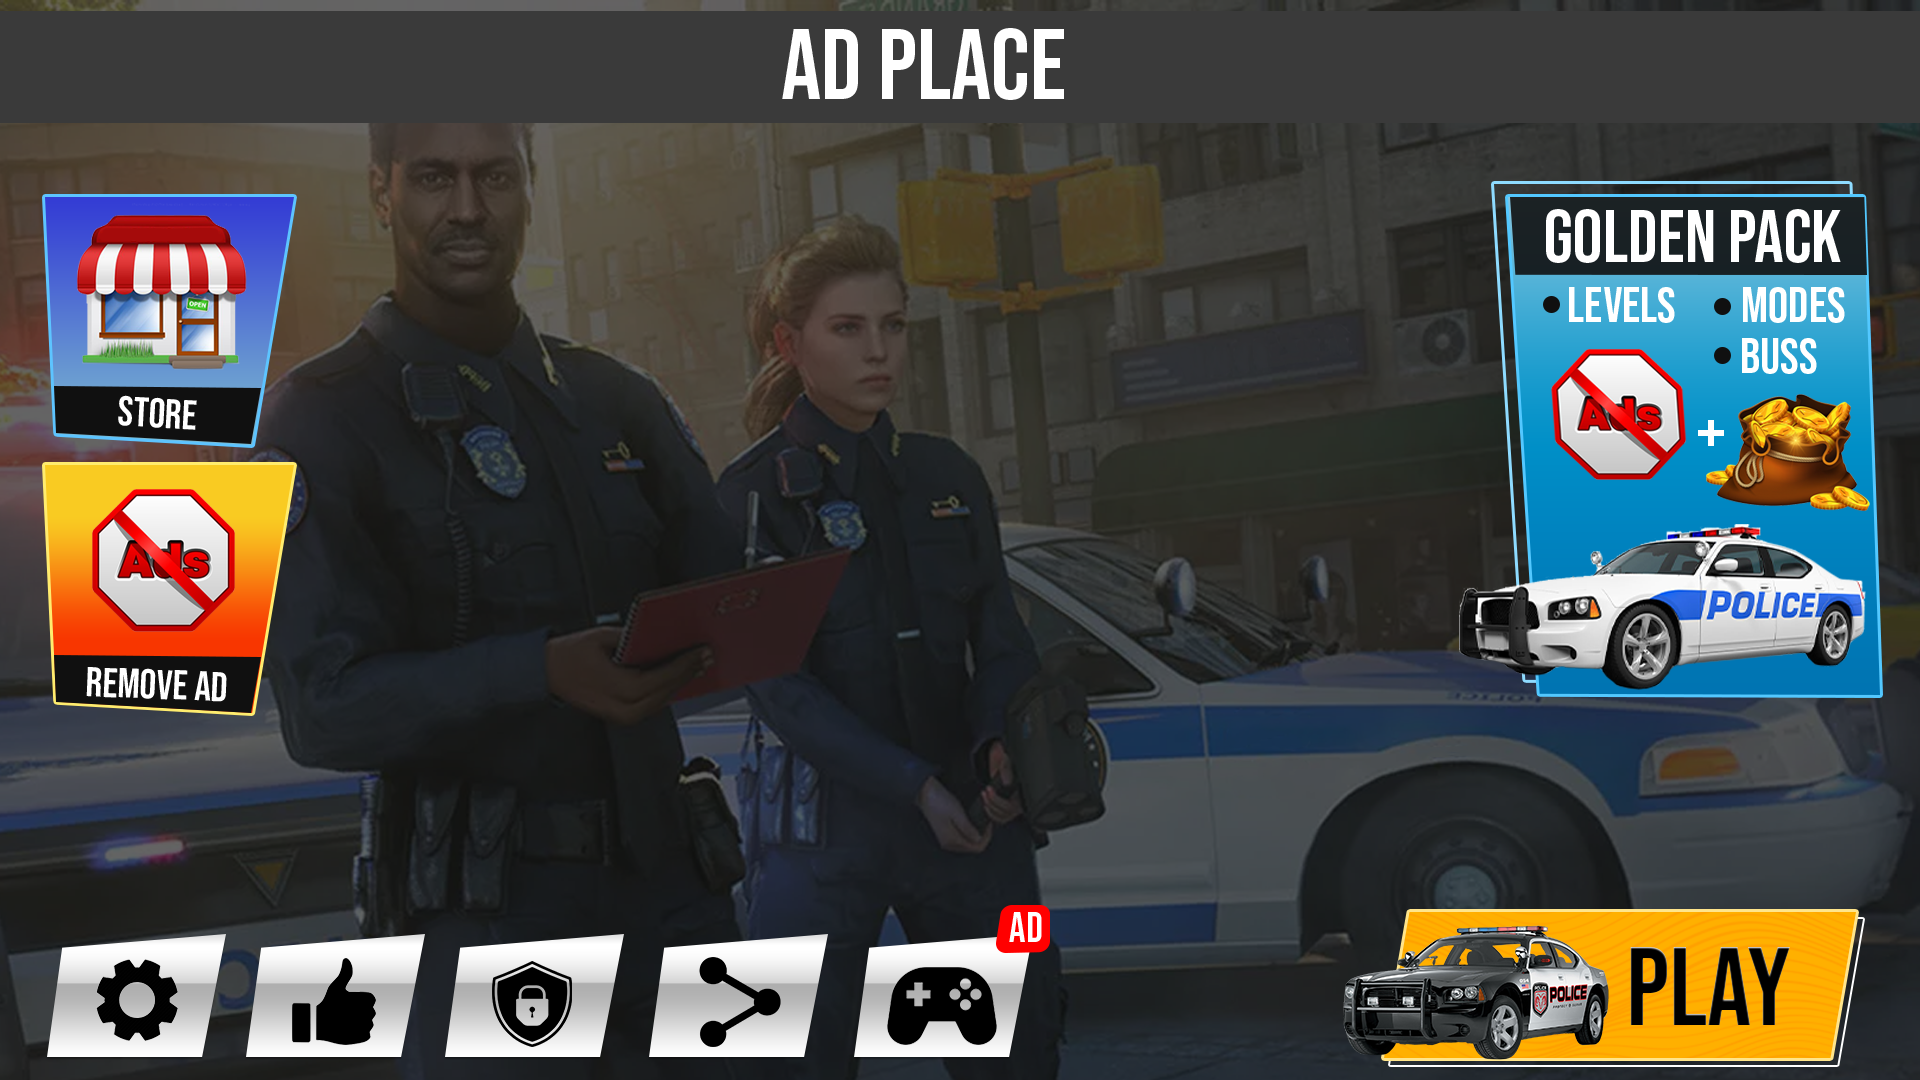 AD PLACE
STORE
OPEN
Ads
REMOVE AD
GOLDEN PACK
LEVELS
MODES
BUSS
Ads
+
POLICE
AD
POLICE
PLAY